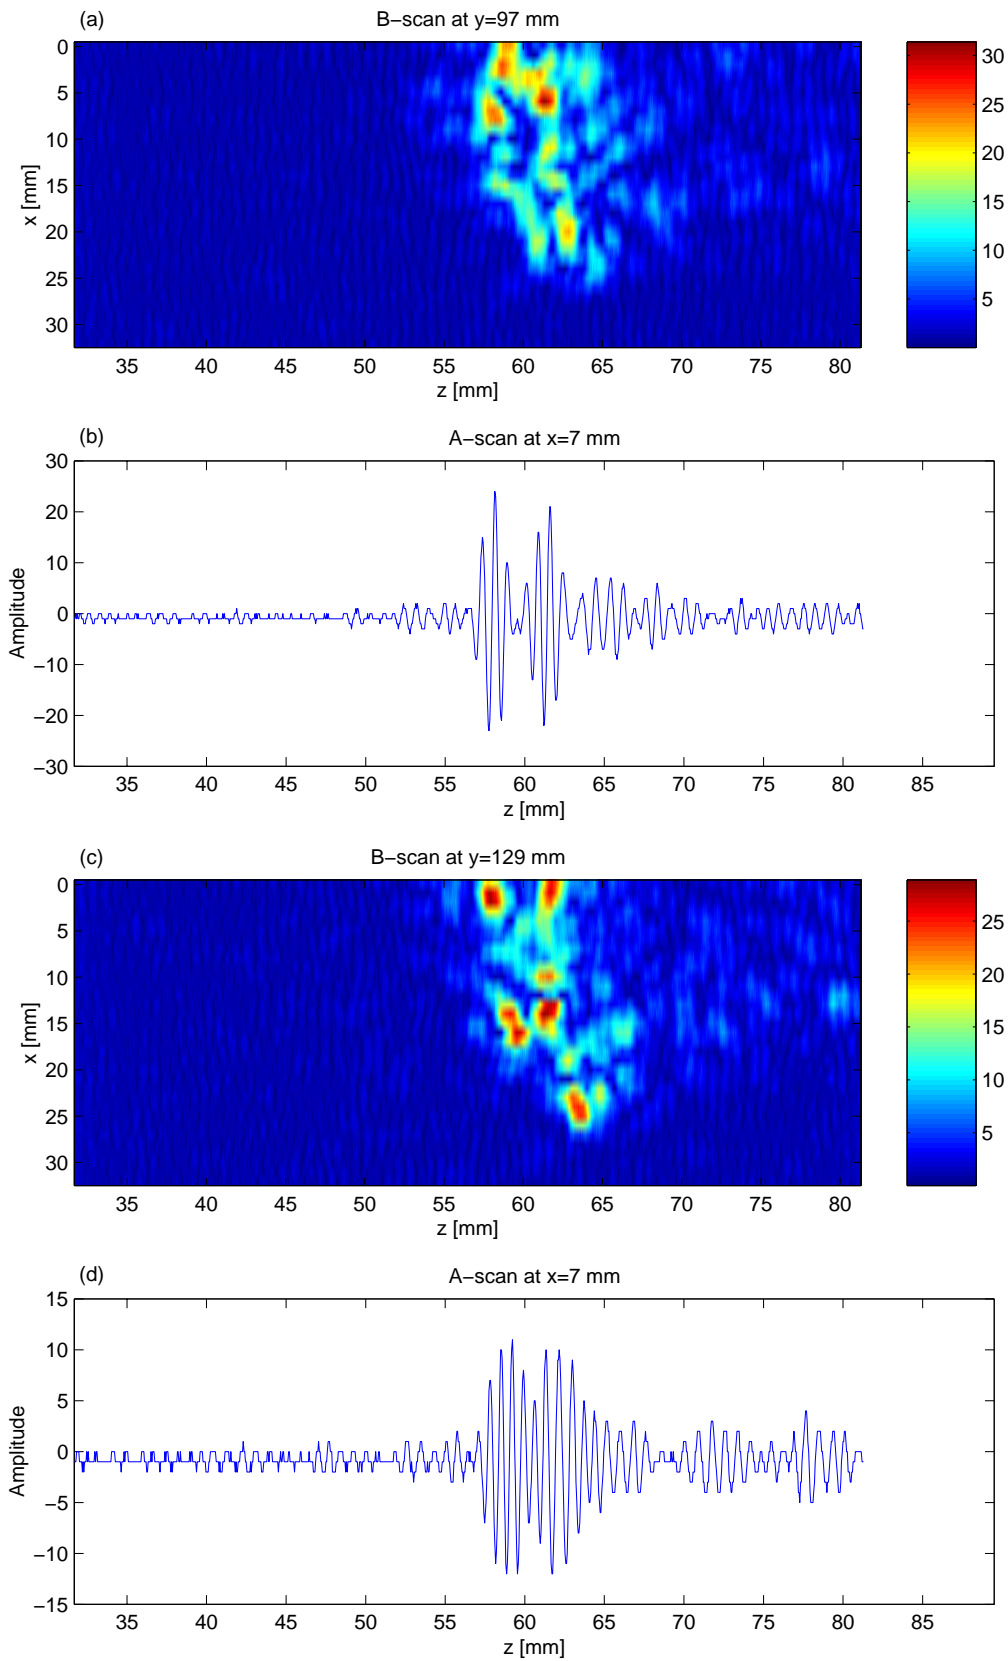 (a)
B−scan at y=97 mm
0
5
10
15
20
25
30
x [mm]
35 40 45 50 55 60 65 70 75 80
z [mm]
30
25
20
15
10
5
(b)
A−scan at x=7 mm
30
20
10
0
−10
−20
−30
Amplitude
35 40 45 50 55 60 65 70 75 80 85
z [mm]
(c)
B−scan at y=129 mm
0
5
10
15
20
25
30
x [mm]
35 40 45 50 55 60 65 70 75 80
z [mm]
25
20
15
10
5
(d)
A−scan at x=7 mm
15
10
5
0
−5
−10
−15
Amplitude
35 40 45 50 55 60 65 70 75 80 85
z [mm]